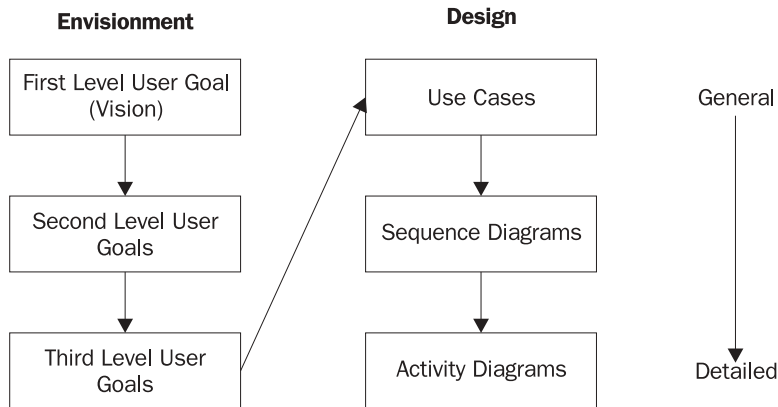 Envisionment
First Level User Goal
(Vision)
Second Level User
Goals
Third Level User
Goals
Design
Use Cases
Sequence Diagrams
Activity Diagrams
General
Detailed